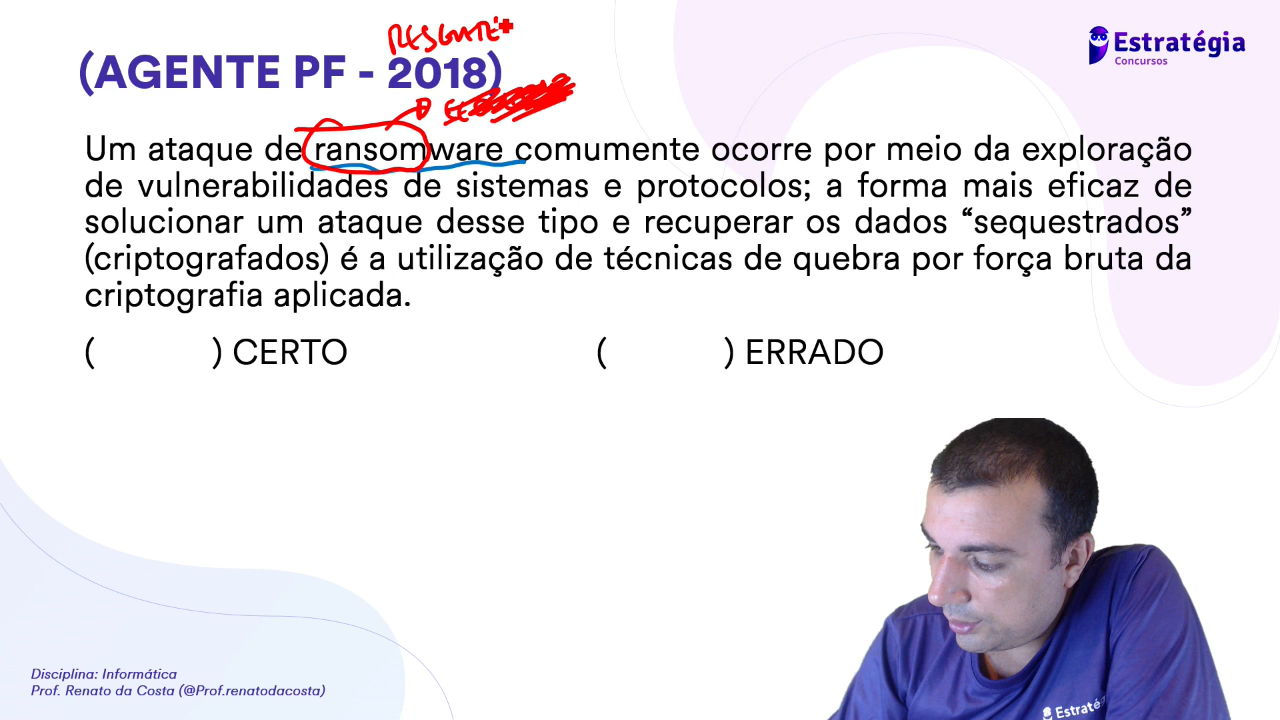 RESGATE
(AGENTE PF - 2018)
Um ataque de ransomware comumente ocorre por meio da exploração
de vulnerabilidades de sistemas e protocolos; a forma mais eficaz de
solucionar um ataque desse tipo e recuperar os dados “sequestrados”
(criptografados) é a utilização de técnicas de quebra por força bruta da
criptografia aplicada.
( ) CERTO ( ) ERRADO
Estratégia
Concursos
Disciplina: Informática
Prof. Renato da Costa (@Prof.renatodacosta)